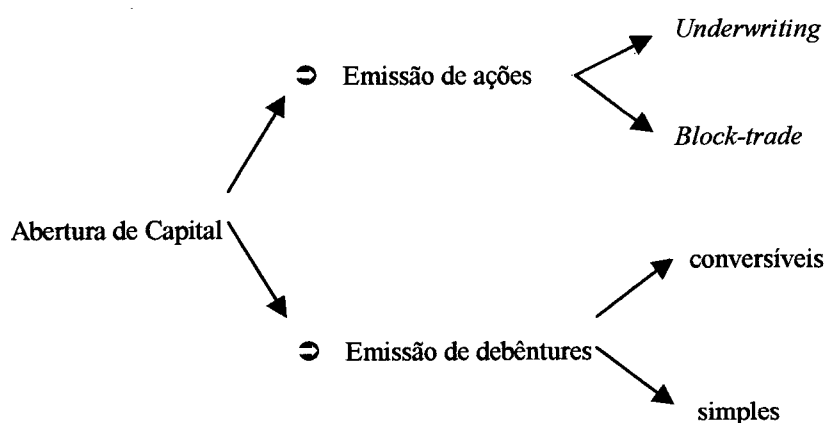 Underwriting
Emissão de ações
Block-trade
Abertura de Capital
conversíveis
Emissão de debêntures
simples